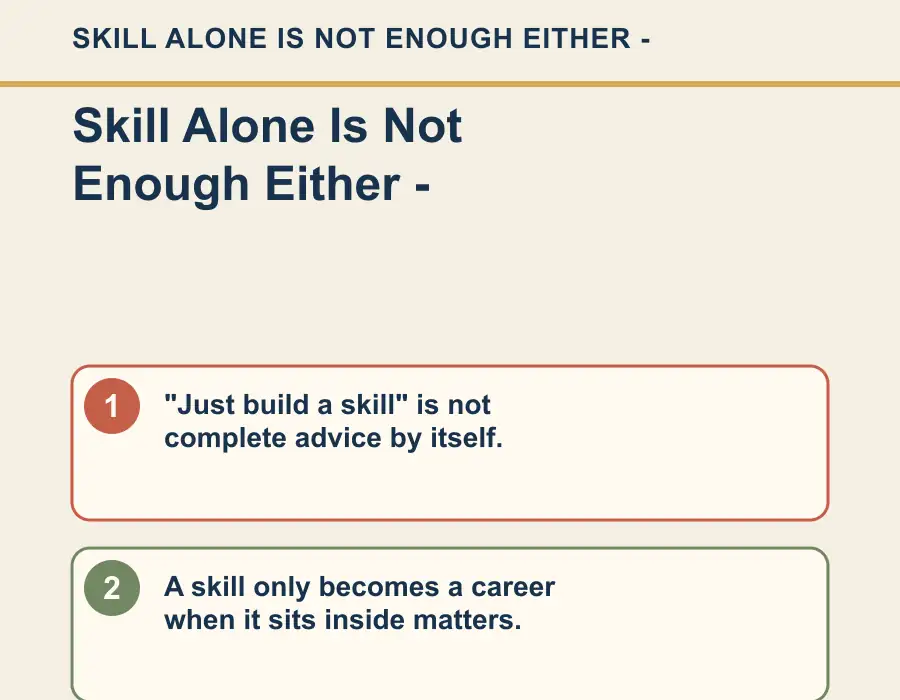 SKILL ALONE IS NOT ENOUGH EITHER -
Skill Alone Is Not
Enough Either -
1
"Just build a skill" is not
complete advice by itself.
2
A skill only becomes a career
when it sits inside matters.